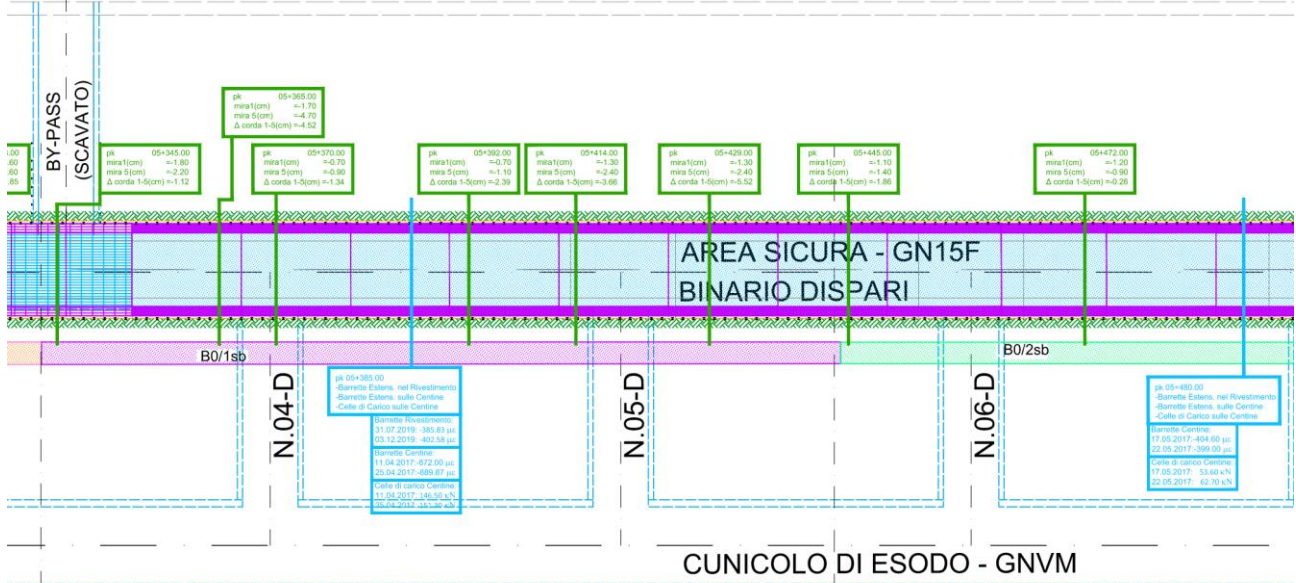 BY-PASS
(SCAVATO)
.00
.60
.60
.85
pk 05+345.00
mira1(cm) =-1.80
mira 5(cm) =-2.20
Δ corda 1-5(cm) =-1.12
pk 05+365.00
mira1(cm) =-1.70
mira 5(cm) =-4.70
Δ corda 1-5(cm) =-4.52
pk 05+370.00
mira1(cm) =-0.70
mira 5(cm) =-0.90
Δ corda 1-5(cm) =-1.34
pk 05+392.00
mira1(cm) =-0.70
mira 5(cm) =-1.10
Δ corda 1-5(cm) =-2.39
pk 05+414.00
mira1(cm) =-1.30
mira 5(cm) =-2.40
Δ corda 1-5(cm) =-3.66
pk 05+429.00
mira1(cm) =-1.30
mira 5(cm) =-2.40
Δ corda 1-5(cm) =-5.52
pk 05+445.00
mira1(cm) =-1.10
mira 5(cm) =-1.40
Δ corda 1-5(cm) =-1.86
pk 05+472.00
mira1(cm) =-1.20
mira 5(cm) =-0.90
Δ corda 1-5(cm) =-0.26
AREA SICURA - GN15F
BINARIO DISPARI
B0/1sb
B0/2sb
N.04-D
pk 05+385.00
-Barrette Estens. nel Rivestimento
-Barrette Estens. sulle Centine
-Celle di Carico sulle Centine
Barrette Rivestimento:
31.07.2019: -385.83 με
03.12.2019: -402.58 με
Barrette Centine:
11.04.2017:-872.00 με
25.04.2017:-889.87 με
Celle di carico Centine:
11.04.2017: 146.50 κN
N.05-D
N.06-D
pk 05+480.00
-Barrette Estens. nel Rivestimento
-Barrette Estens. sulle Centine
-Celle di Carico sulle Centine
Barrette Centine:
17.05.2017:-404.60 με
22.05.2017:-399.00 με
Celle di carico Centine:
17.05.2017: 53.60 κN
22.05.2017: 62.70 κN
CUNICOLO DI ESODO - GNVM